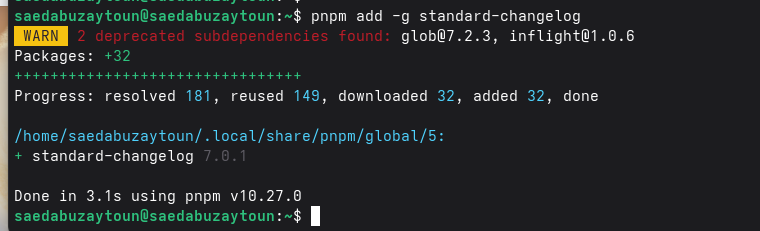 saedabuzaytoun@saedabuzaytoun:~$ pnpm add -g standard-changelog
WARN 2 deprecated subdependencies found: glob@7.2.3, inflight@1.0.6
Packages: +32
++++++++++++++++++++++++++++++++
Progress: resolved 181, reused 149, downloaded 32, added 32, done
/home/saedabuzaytoun/.local/share/pnpm/global/5:
+ standard-changelog 7.0.1
Done in 3.1s using pnpm v10.27.0
saedabuzaytoun@saedabuzaytoun:~$